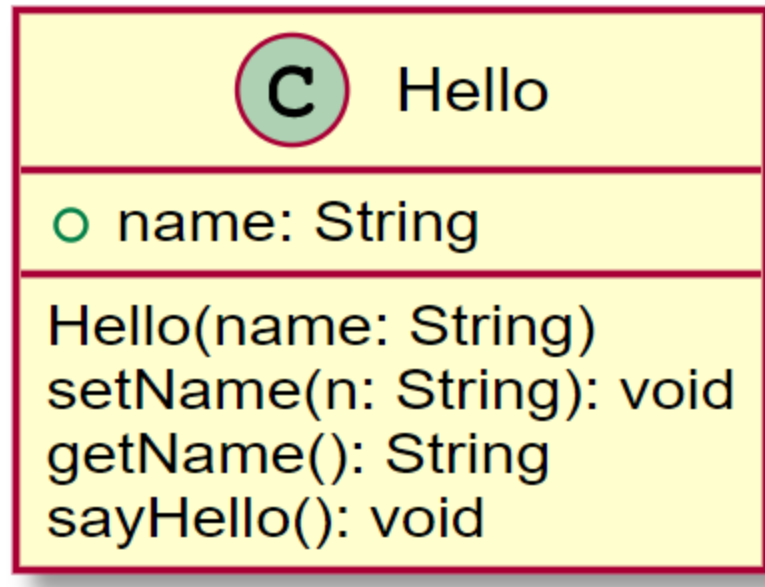 C Hello
name: String
Hello(name: String)
setName(n: String): void
getName(): String
sayHello(): void